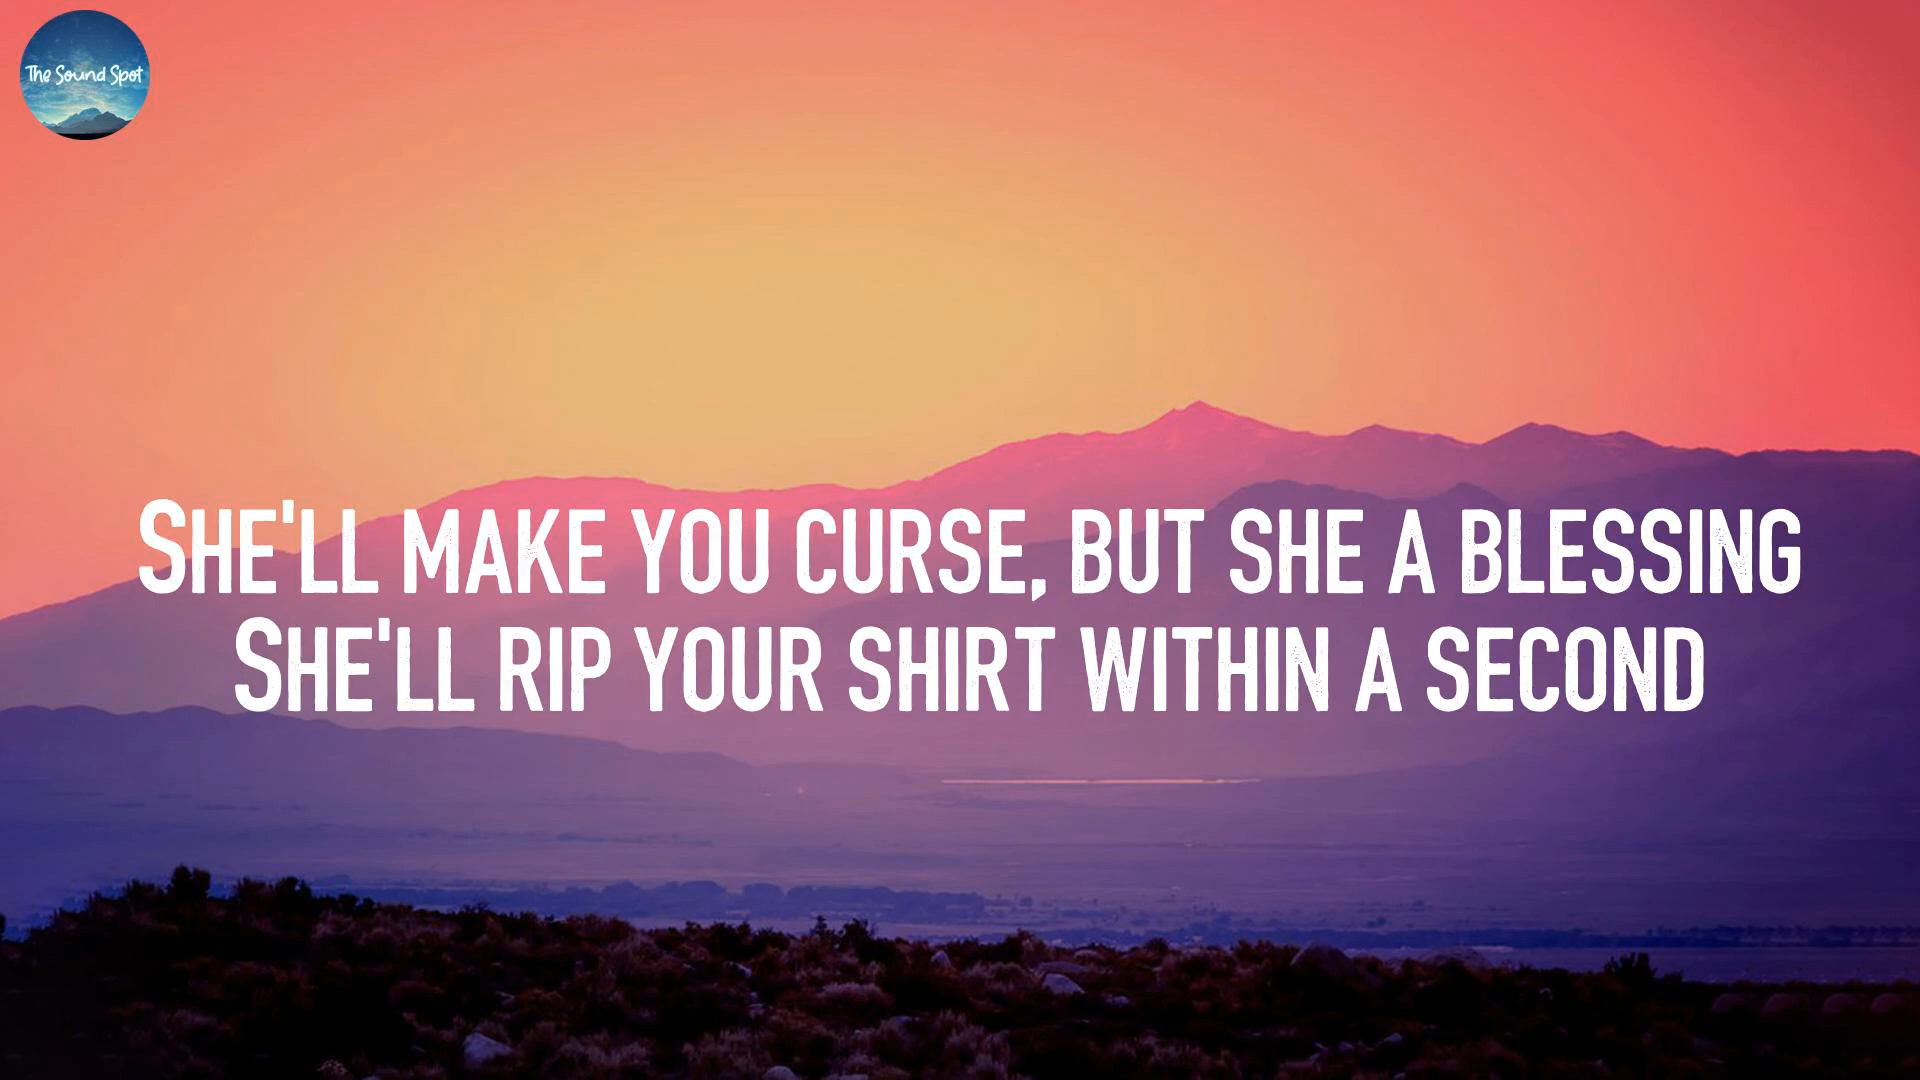 The Sound Spot
She'll make you curse, but she a blessing
She'll rip your shirt within a second